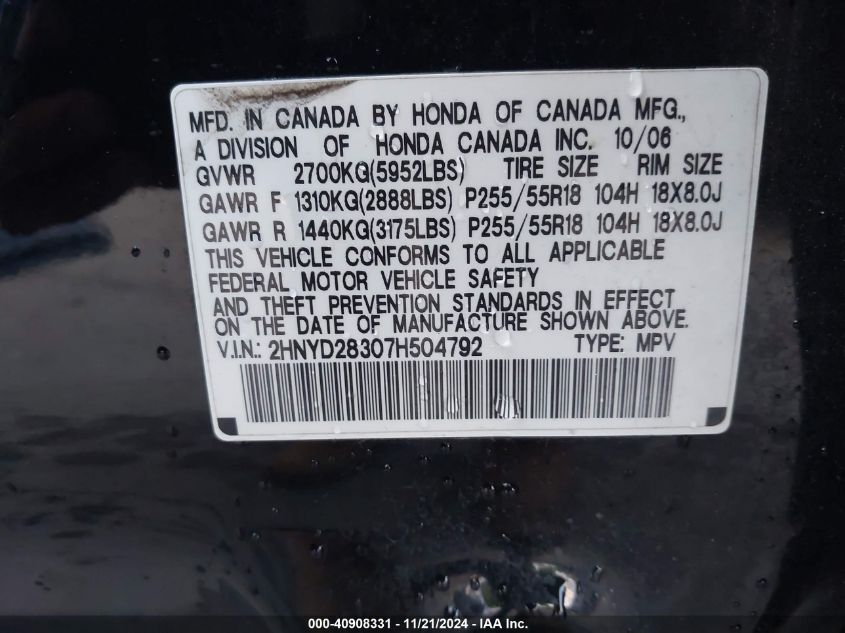 MFD. IN CANADA BY HONDA OF CANADA MFG.,
A DIVISION OF HONDA CANADA INC. 10/06
GVWR 2700KG(5952LBS) TIRE SIZE RIM SIZE
GAWR F 1310KG(2888LBS) P255/55R18 104H 18X8.0J
GAWR R 1440KG(3175LBS) P255/55R18 104H 18X8.0J
THIS VEHICLE CONFORMS TO ALL APPLICABLE
FEDERAL MOTOR VEHICLE SAFETY
AND THEFT PREVENTION STANDARDS IN EFFECT
ON THE DATE OF MANUFACTURE SHOWN ABOVE.
V.I.N.: 2HNYD28307H504792 TYPE: MPV
000-40908331 - 11/21/2024 - IAA Inc.